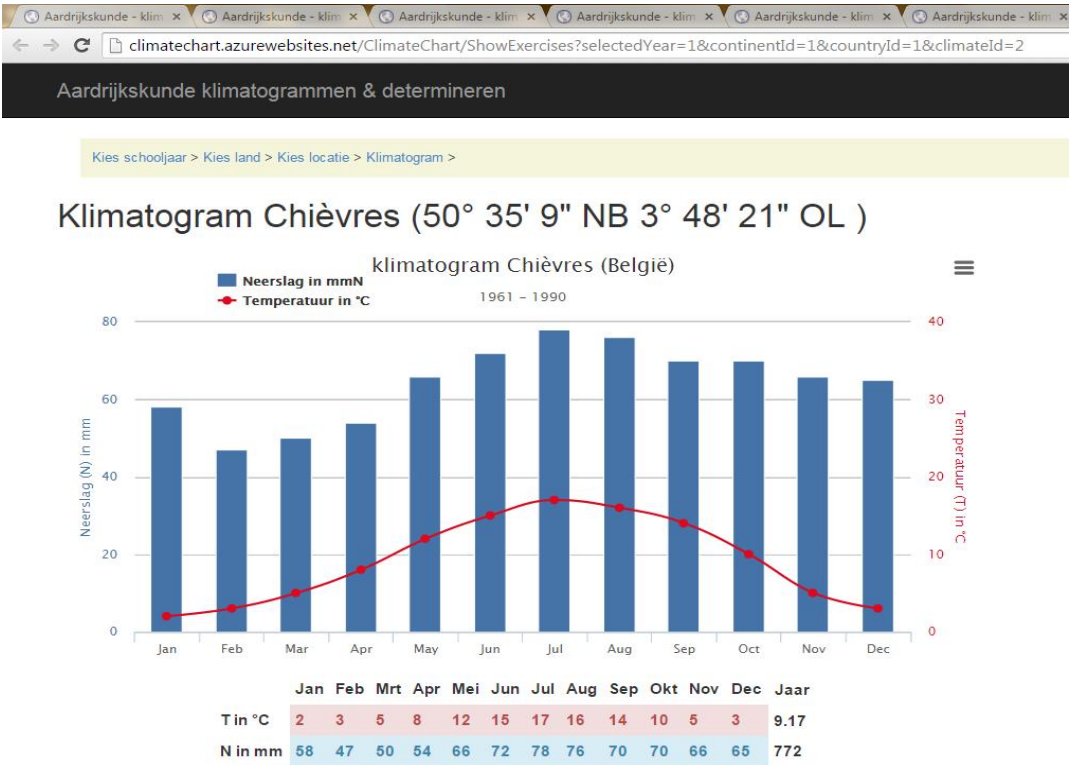 Aardrijkskunde - klim × Aardrijkskunde - klim × Aardrijkskunde - klim × Aardrijkskunde - klim × Aardrijkskunde - klim × Aardrijkskunde - klim ×
climatechart.azurewebsites.net/ClimateChart/ShowExercises?selectedYear=1&continentId=1&countryId=1&climateId=2
Aardrijkskunde klimatogrammen & determineren
Kies schooljaar > Kies land > Kies locatie > Klimatogram >
Klimatogram Chièvres (50° 35' 9" NB 3° 48' 21" OL )
klimatogram Chièvres (België)
1961 – 1990
Neerslag in mmN
Temperatuur in °C
80
60
40
20
0
Neerslag (N) in mm
40
30
20
10
0
Temperatuur (T) in °C
Jan Feb Mar Apr May Jun Jul Aug Sep Oct Nov Dec
Jan Feb Mrt Apr Mei Jun Jul Aug Sep Okt Nov Dec Jaar
T in °C 2 3 5 8 12 15 17 16 14 10 5 3 9.17
N in mm 58 47 50 54 66 72 78 76 70 70 66 65 772